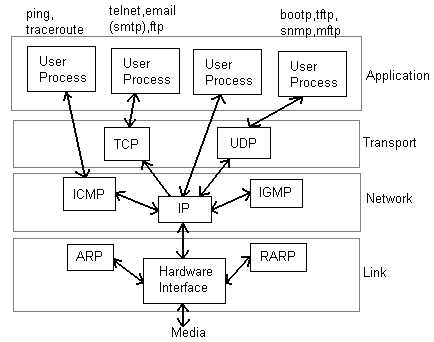 ping,
traceroute
telnet,email
(smtp),ftp
bootp,tftp,
snmp,mftp
User
Process
User
Process
User
Process
User
Process
Application
TCP
UDP
Transport
ICMP
IP
IGMP
Network
ARP
Hardware
Interface
RARP
Link
Media